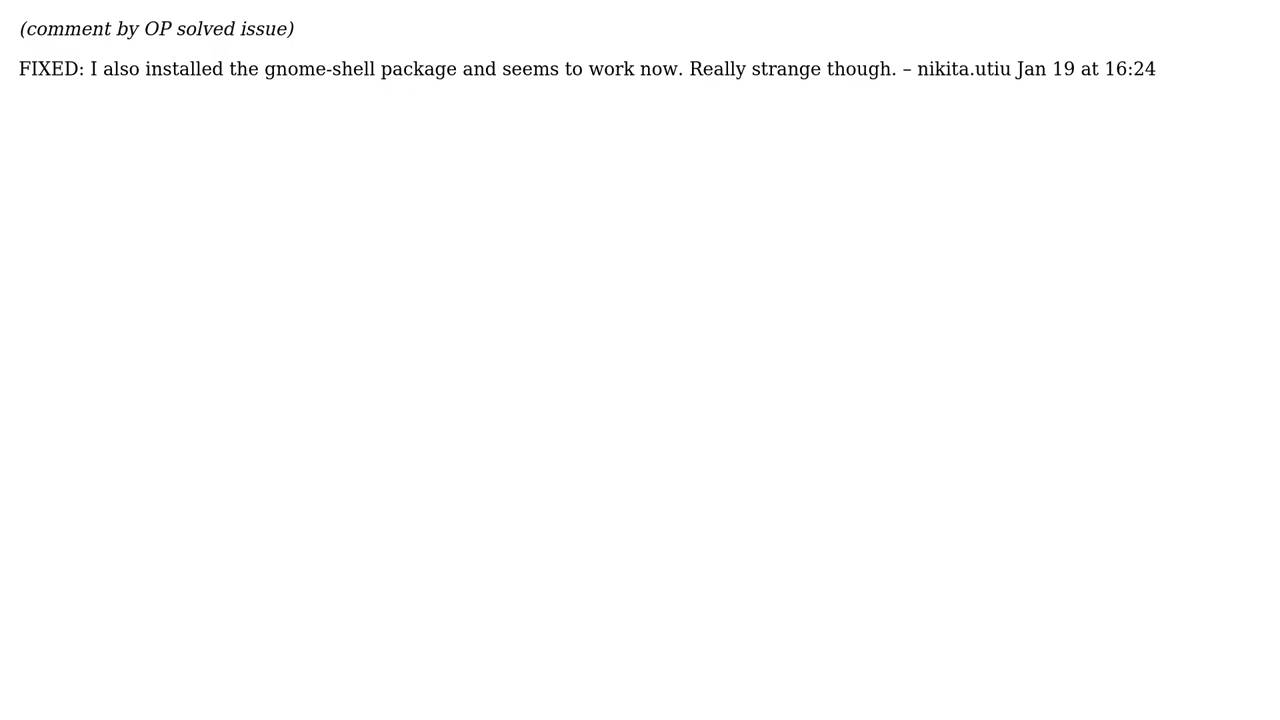 (comment by OP solved issue)
FIXED: I also installed the gnome-shell package and seems to work now. Really strange though. – nikita.utiu Jan 19 at 16:24